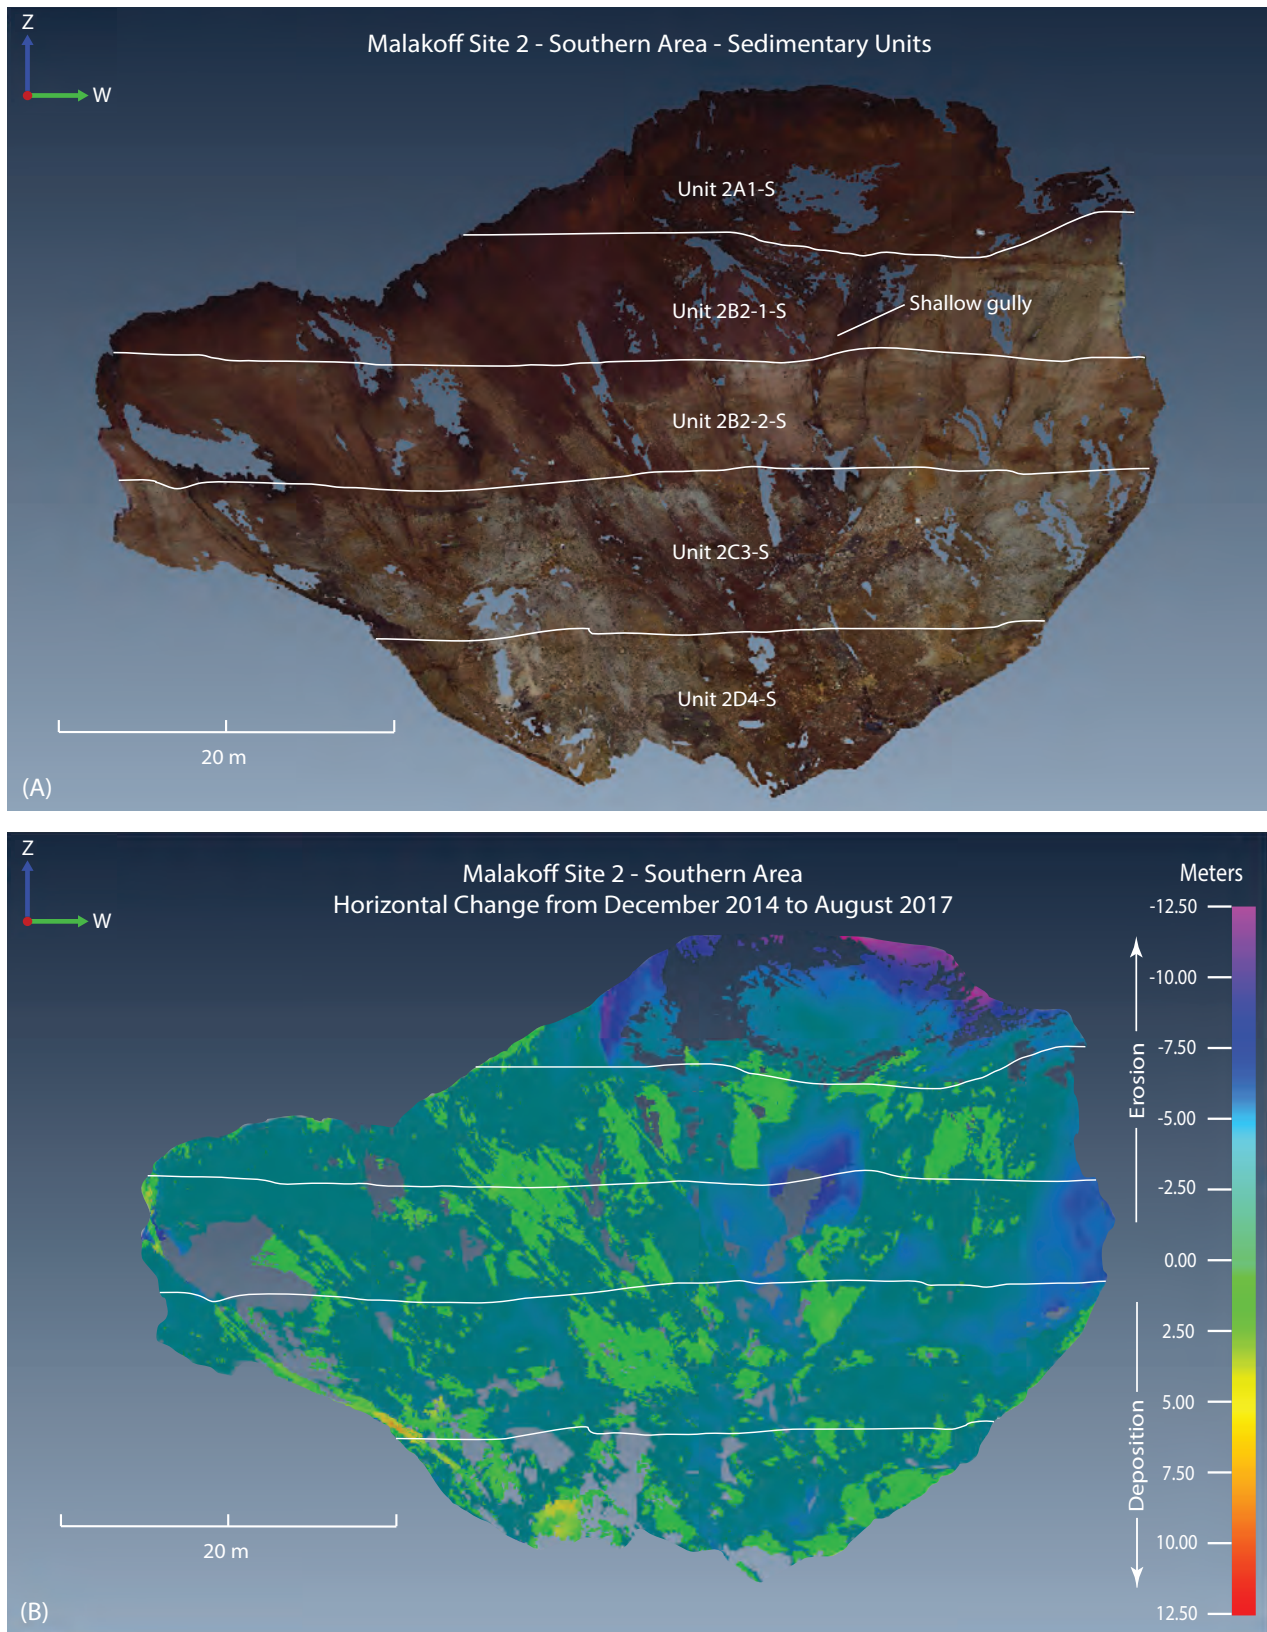 Z
W
Malakoff Site 2 - Southern Area - Sedimentary Units
Unit 2A1-S
Unit 2B2-1-S
Shallow gully
Unit 2B2-2-S
Unit 2C3-S
Unit 2D4-S
20 m
(A)
Z
W
Malakoff Site 2 - Southern Area
Horizontal Change from December 2014 to August 2017
Meters
-12.50
-10.00
-7.50
-5.00
-2.50
0.00
2.50
5.00
7.50
10.00
12.50
Erosion
Deposition
20 m
(B)